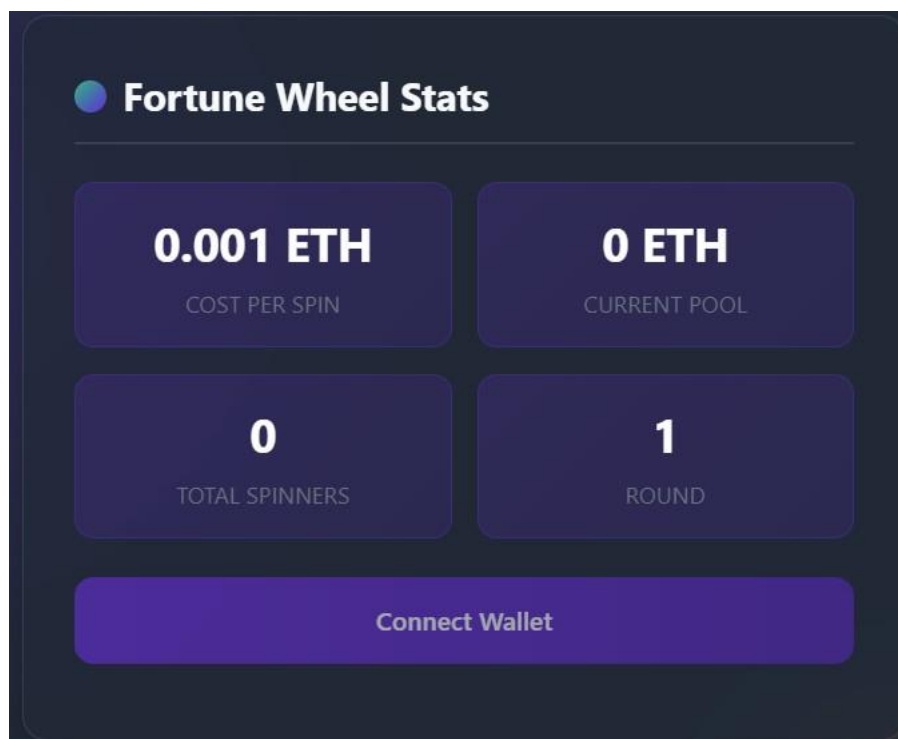 Fortune Wheel Stats
0.001 ETH
COST PER SPIN
0 ETH
CURRENT POOL
0
TOTAL SPINNERS
1
ROUND
Connect Wallet